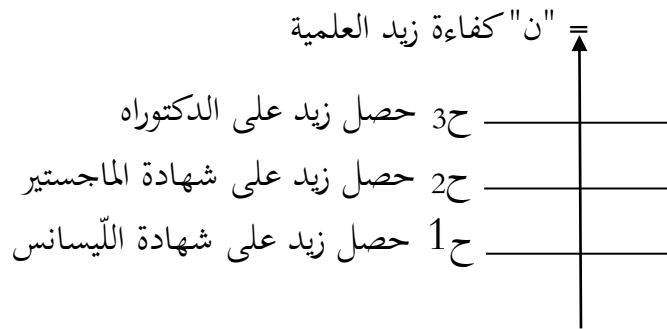 = "ن" كفاءة زيد العلمية
ح3 حصل زيد على الدكتوراه
ح2 حصل زيد على شهادة الماجستير
ح1 حصل زيد على شهادة اللّيسانس